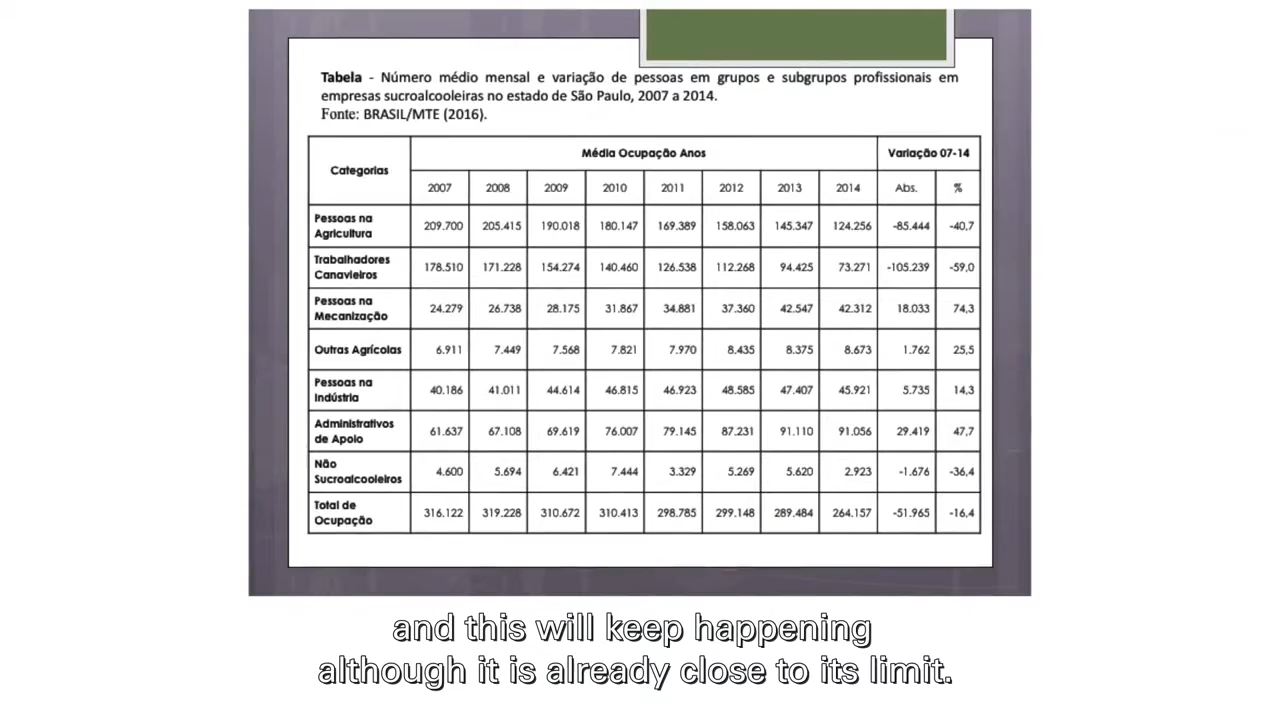 Tabela - Número médio mensal e variação de pessoas em grupos e subgrupos profissionais em
empresas sucroalcooleiras no estado de São Paulo, 2007 a 2014.
Fonte: BRASIL/MTE (2016).
Categorias Média Ocupação Anos Variação 07-14
2007 2008 2009 2010 2011 2012 2013 2014 Abs. %
Pessoas na
Agricultura 209.700 205.415 190.018 180.147 169.389 158.063 145.347 124.256 -85.444 -40,7
Trabalhadores
Canavieiros 178.510 171.228 154.274 140.460 126.538 112.268 94.425 73.271 -105.239 -59,0
Pessoas na
Mecanização 24.279 26.738 28.175 31.867 34.881 37.360 42.547 42.312 18.033 74,3
Outras Agrícolas 6.911 7.449 7.568 7.821 7.970 8.435 8.375 8.673 1.762 25,5
Pessoas na
Indústria 40.186 41.011 44.614 46.815 46.923 48.585 47.407 45.921 5.735 14,3
Administrativos
de Apoio 61.637 67.108 69.619 76.007 79.145 87.231 91.110 91.056 29.419 47,7
Não
Sucroalcooleiros 4.600 5.694 6.421 7.444 3.329 5.269 5.620 2.923 -1.676 -36,4
Total de
Ocupação 316.122 319.228 310.672 310.413 298.785 299.148 289.484 264.157 -51.965 -16,4
and this will keep happening
although it is already close to its limit.